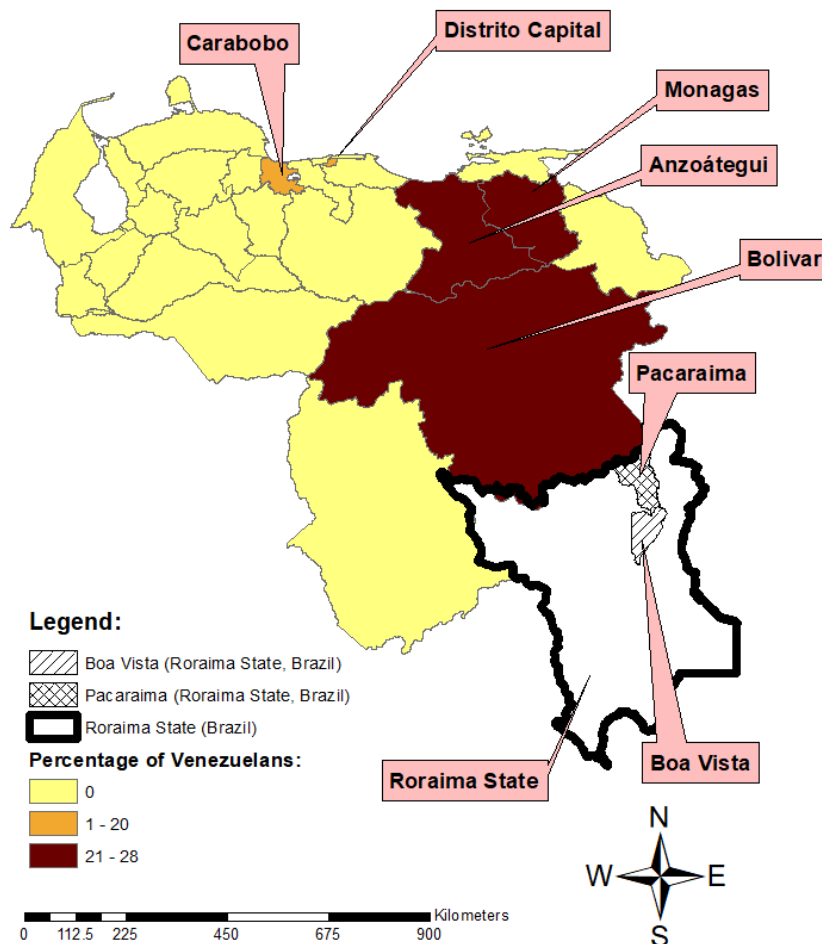 Carabobo
Distrito Capital
Monagas
Anzoátegui
Bolivar
Pacaraima
Legend:
Boa Vista (Roraima State, Brazil)
Pacaraima (Roraima State, Brazil)
Roraima State (Brazil)
Percentage of Venezuelans:
0
1 - 20
21 - 28
Roraima State
Boa Vista
N
W E
S
Kilometers
0 112.5 225 450 675 900